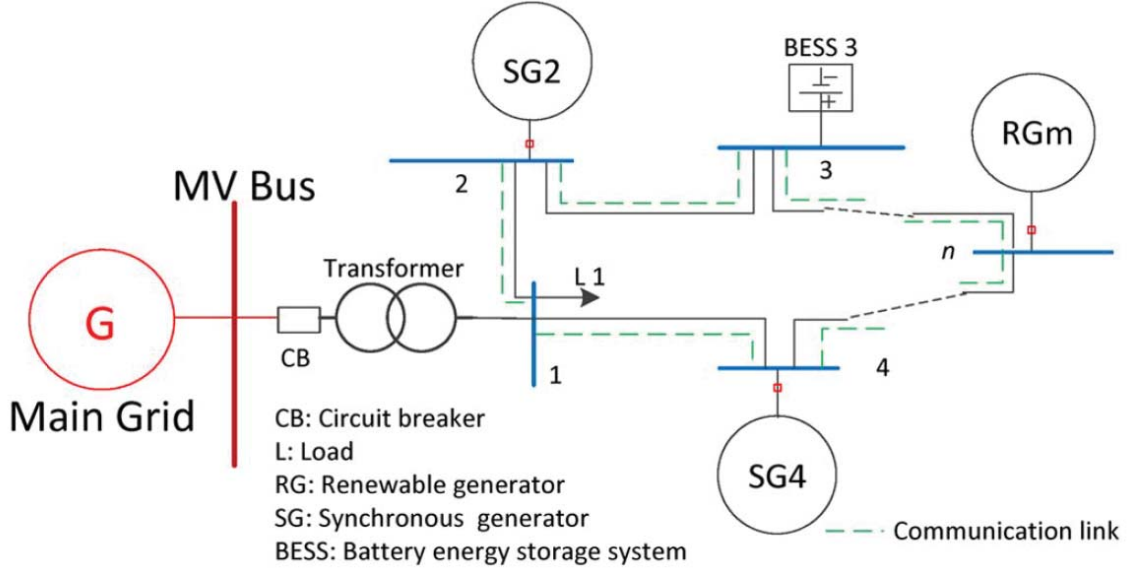 SG2
BESS 3
RGm
2
3
MV Bus
n
Transformer
L 1
G
CB
1
4
Main Grid
CB: Circuit breaker
L: Load
RG: Renewable generator
SG: Synchronous generator
BESS: Battery energy storage system
SG4
Communication link